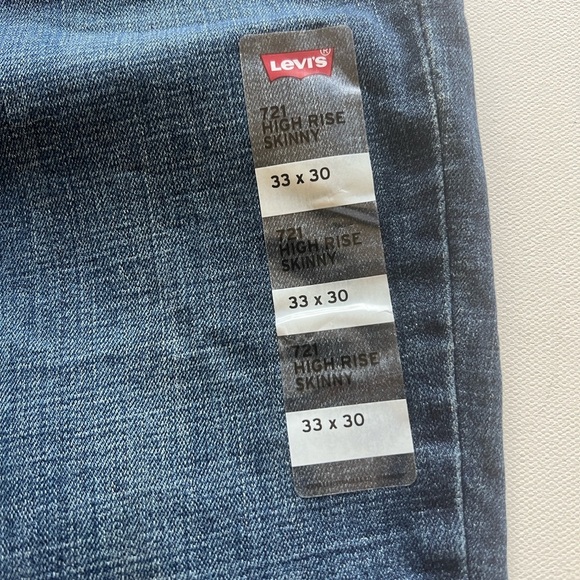 Levi's ®
721
HIGH RISE
SKINNY
33 x 30
721
HIGH RISE
SKINNY
33 x 30
721
HIGH RISE
SKINNY
33 x 30